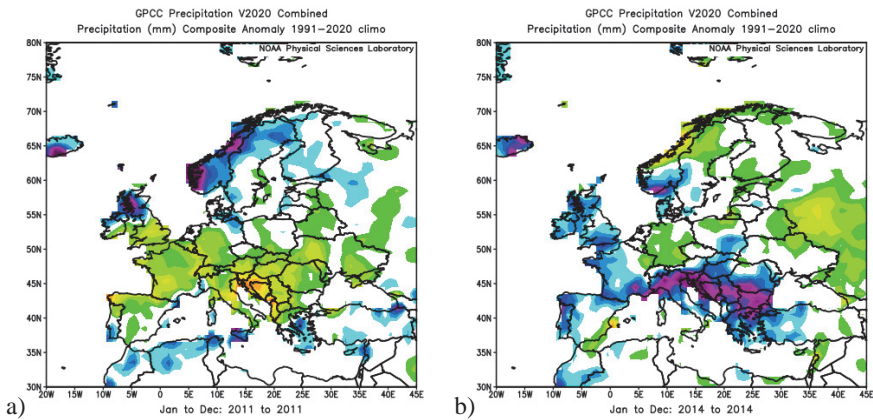 GPCC Precipitation V2020 Combined
Precipitation (mm) Composite Anomaly 1991−2020 climo
NOAA Physical Sciences Laboratory
80N
75N
70N
65N
60N
55N
50N
45N
40N
35N
30N
20W 15W 10W 5W 0 5E 10E 15E 20E 25E 30E 35E 40E 45E
Jan to Dec: 2011 to 2011
a)
GPCC Precipitation V2020 Combined
Precipitation (mm) Composite Anomaly 1991−2020 climo
NOAA Physical Sciences Laboratory
80N
75N
70N
65N
60N
55N
50N
45N
40N
35N
30N
20W 15W 10W 5W 0 5E 10E 15E 20E 25E 30E 35E 40E 45E
Jan to Dec: 2014 to 2014
b)